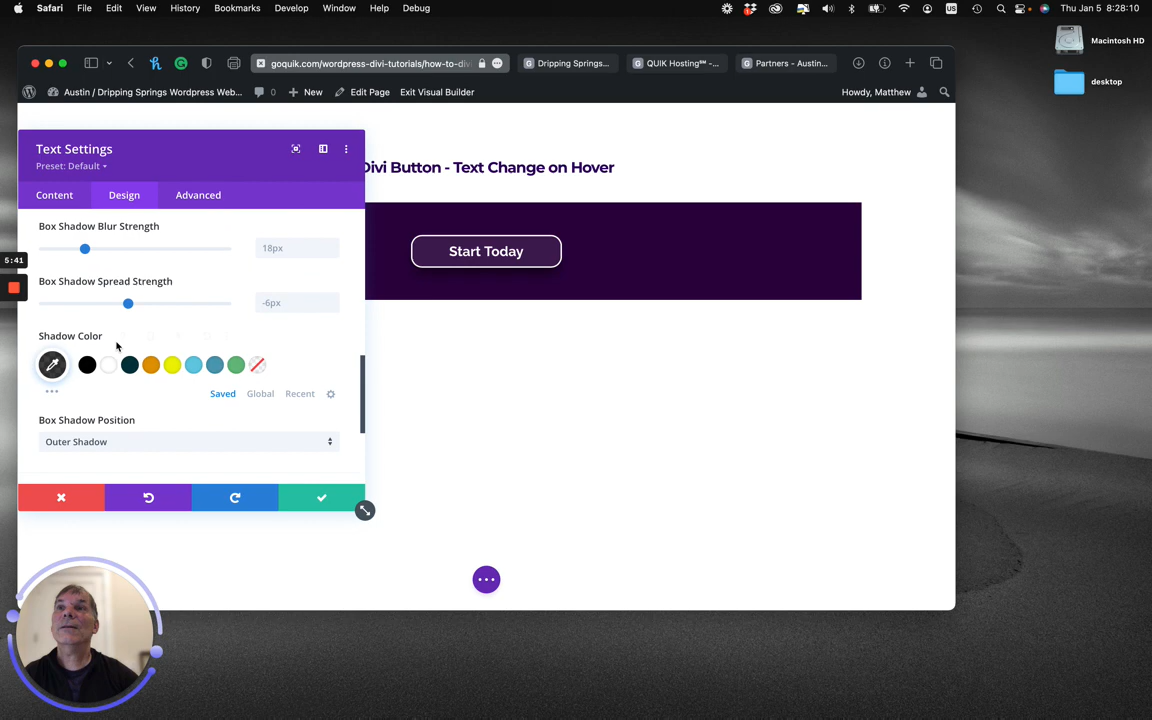 Safari File Edit View History Bookmarks Develop Window Help Debug
US Thu Jan 5 8:28:10
Macintosh HD
desktop
goquik.com/wordpress-divi-tutorials/how-to-divi
Dripping Springs...
QUIK Hosting℠ -...
Partners - Austin...
Austin / Dripping Springs Wordpress Web...
0
New
Edit Page
Exit Visual Builder
Howdy, Matthew
Divi Button - Text Change on Hover
Start Today
Text Settings
Preset: Default
Content
Design
Advanced
Box Shadow Blur Strength
18px
Box Shadow Spread Strength
-6px
5:41
Shadow Color
Saved
Global
Recent
Box Shadow Position
Outer Shadow